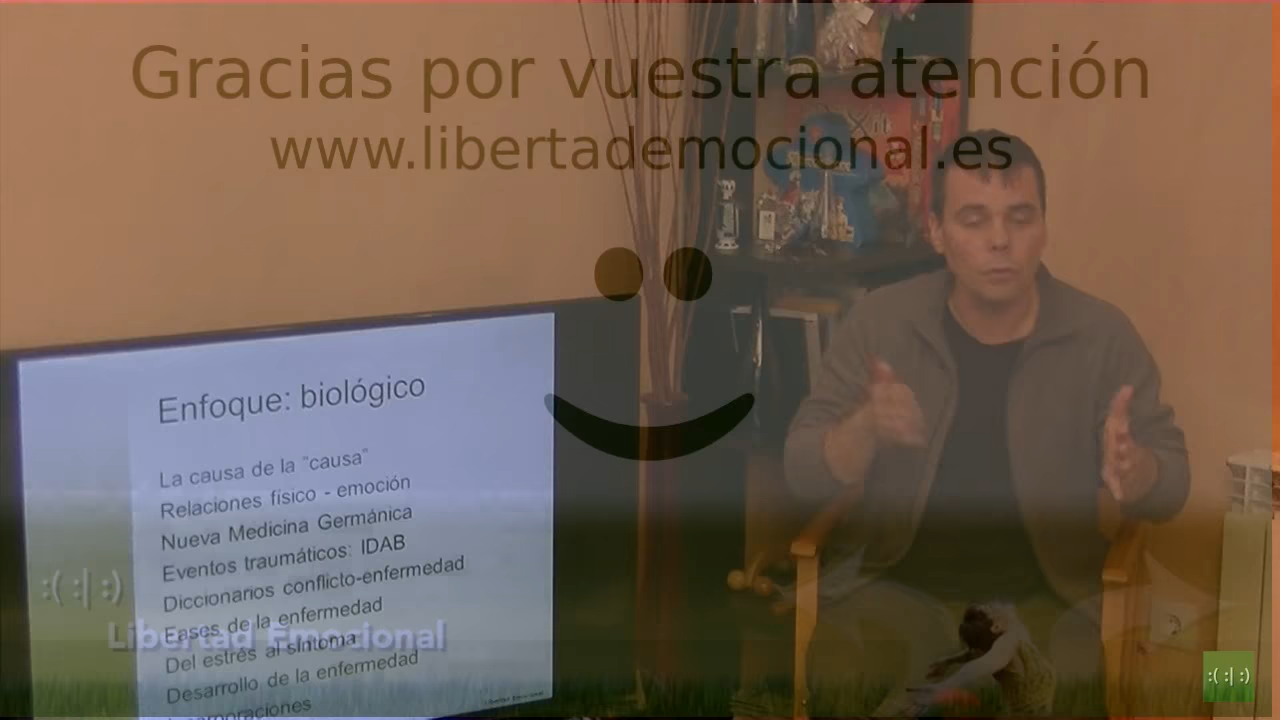 Gracias por vuestra atención
www.libertademocional.es
Enfoque: biológico
La causa de la "causa"
Relaciones físico - emoción
Nueva Medicina Germánica
Eventos traumáticos: IDAB
Diccionarios conflicto-enfermedad
Fases de la enfermedad
Del estrés al síntoma
Desarrollo de la enfermedad
:( :| :)
Libertad Emocional
:( :| :)